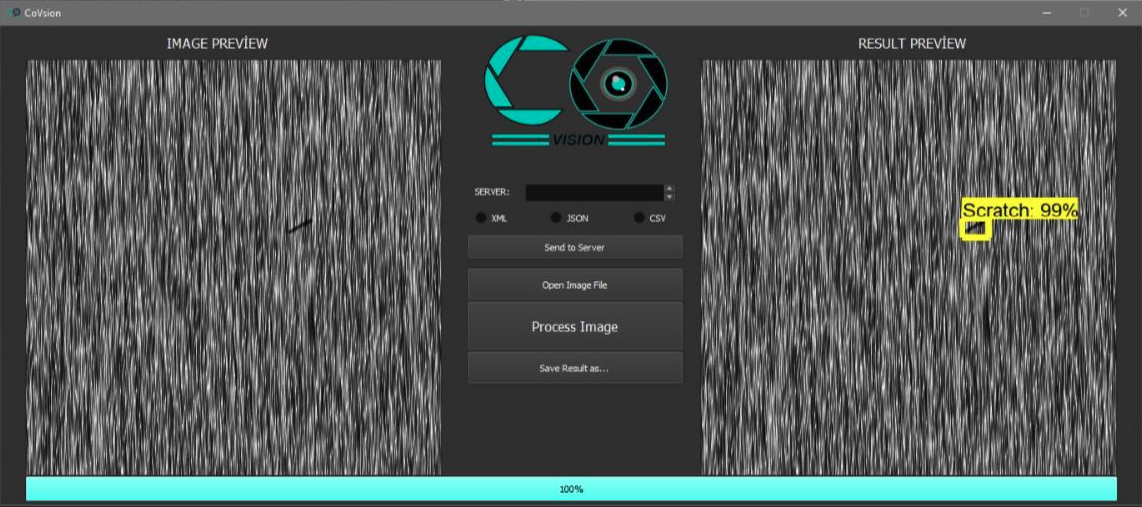 CoVsion
IMAGE PREVİEW
RESULT PREVİEW
VISION
SERVER:
XML
JSON
CSV
Send to Server
Open Image File
Process Image
Save Result as...
Scratch: 99%
100%